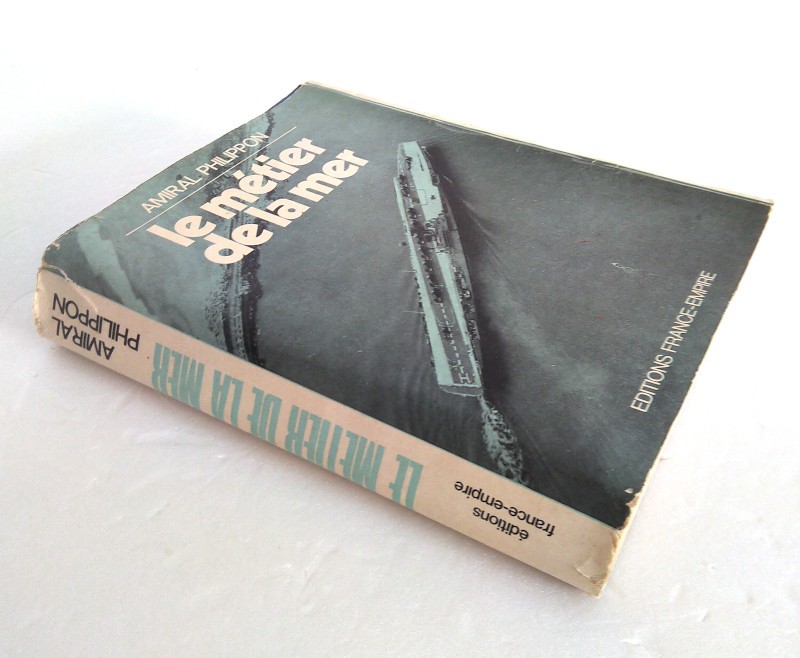 AMIRAL PHILIPPON
le métier
de la mer
EDITIONS FRANCE-EMPIRE
AMIRAL
PHILIPPON
LE METIER DE LA MER
éditions
france-empire